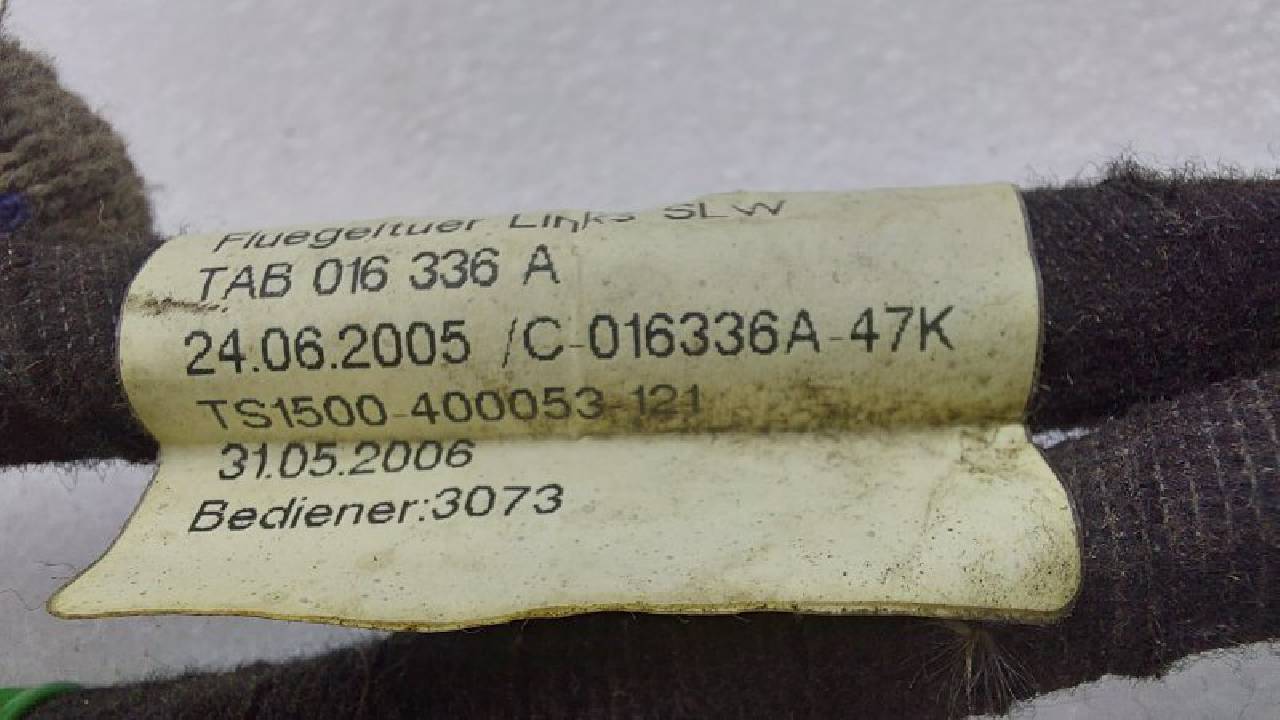 Fluegeltuer Links SLW
TAB 016 336 A
24.06.2005 /C-016336A-47K
TS1500-400053-121
31.05.2006
Bediener:3073